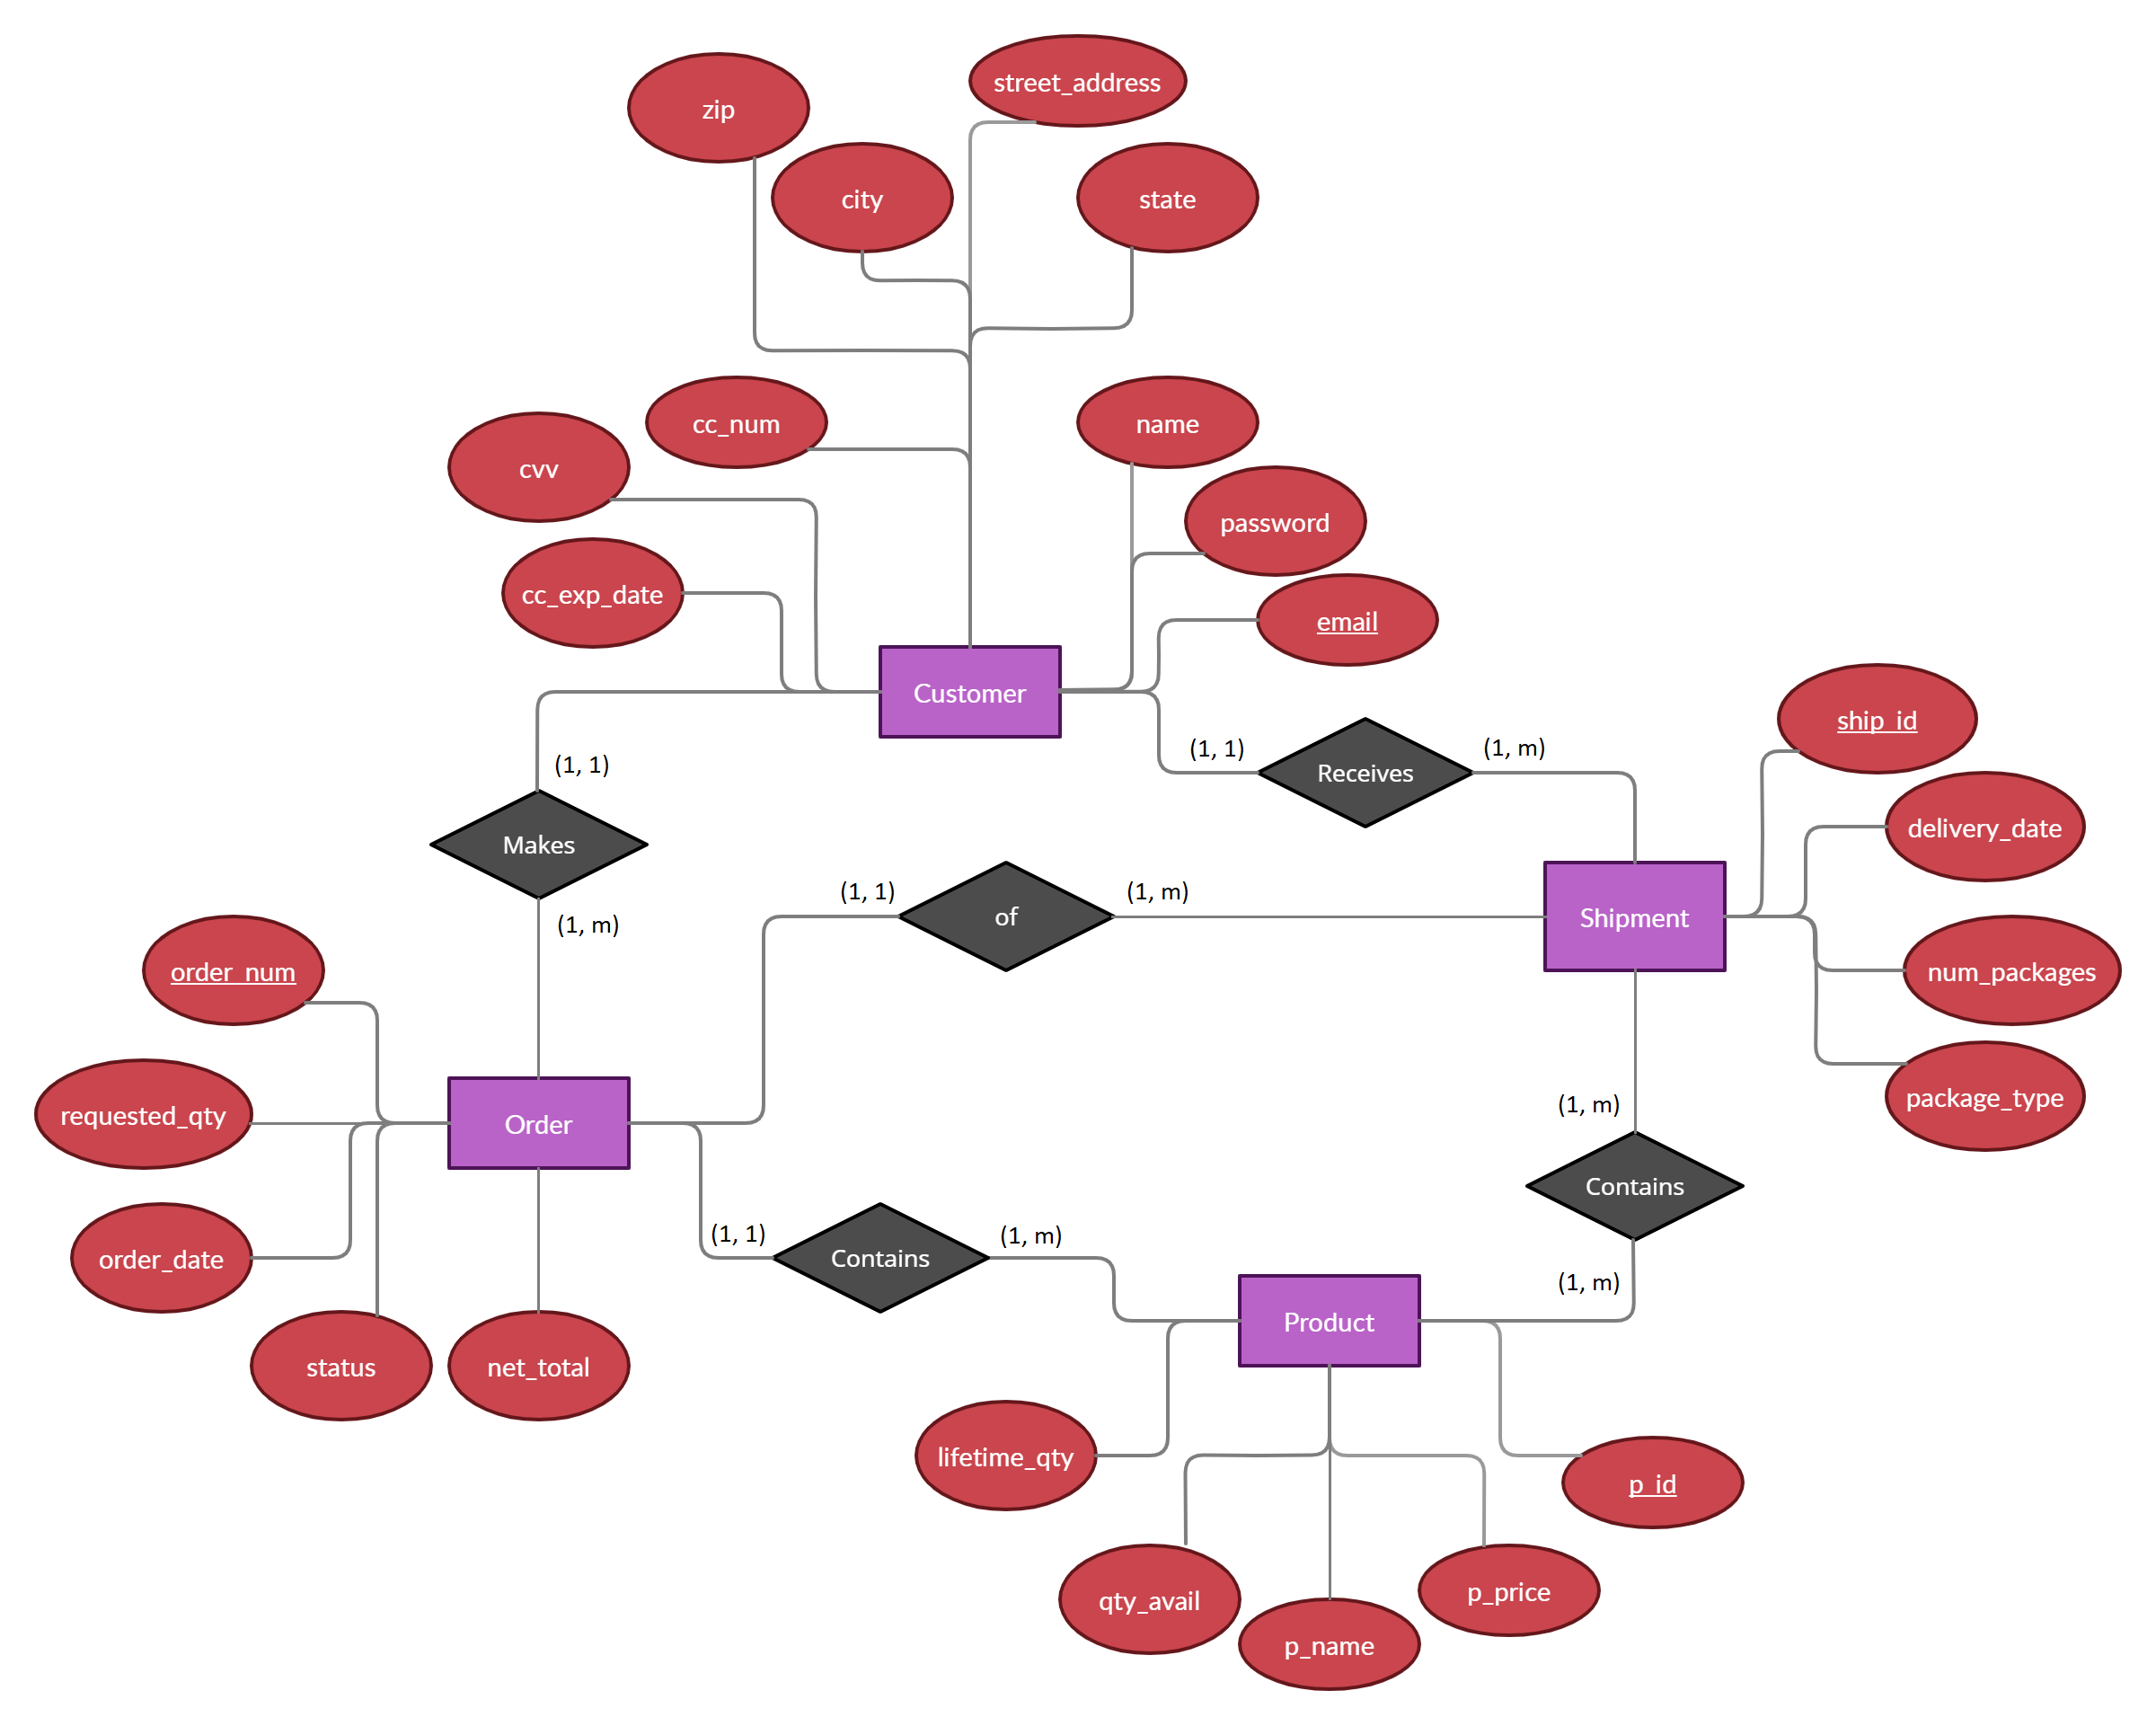 street_address
zip
city
state
cc_num
name
cvv
password
cc_exp_date
email
Customer
ship_id
(1, 1)
(1, m)
Receives
(1, 1)
delivery_date
Makes
(1, 1)
(1, m)
of
Shipment
(1, m)
order_num
num_packages
package_type
(1, m)
requested_qty
Order
Contains
(1, 1)
(1, m)
Contains
order_date
(1, m)
Product
status
net_total
lifetime_qty
p_id
qty_avail
p_price
p_name